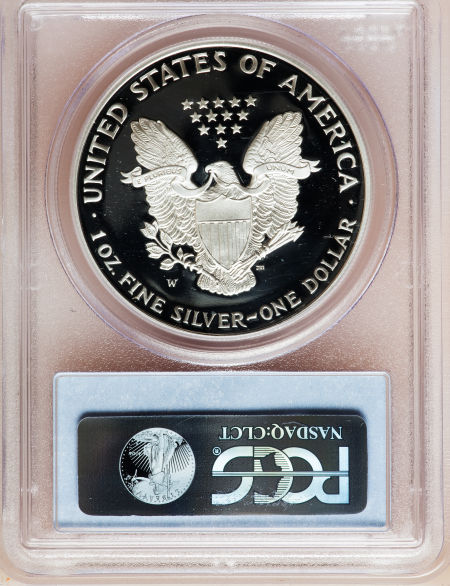 UNITED STATES OF AMERICA
E PLURIBUS UNUM
W
1 OZ. FINE SILVER~ONE DOLLAR
NASDAQ:CLCT
PCGS®